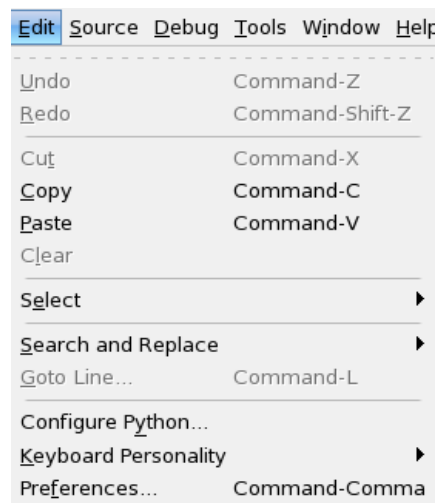 Edit Source Debug Tools Window Help
Undo Command-Z
Redo Command-Shift-Z
Cut Command-X
Copy Command-C
Paste Command-V
Clear
Select
Search and Replace
Goto Line... Command-L
Configure Python...
Keyboard Personality
Preferences... Command-Comma